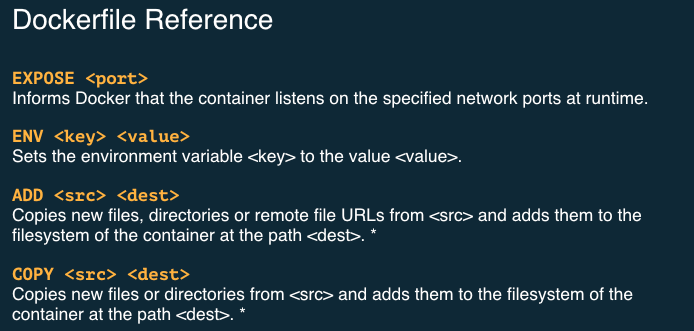 Dockerfile Reference
EXPOSE <port>
Informs Docker that the container listens on the specified network ports at runtime.
ENV <key> <value>
Sets the environment variable <key> to the value <value>.
ADD <src> <dest>
Copies new files, directories or remote file URLs from <src> and adds them to the
filesystem of the container at the path <dest>. *
COPY <src> <dest>
Copies new files or directories from <src> and adds them to the filesystem of the
container at the path <dest>. *